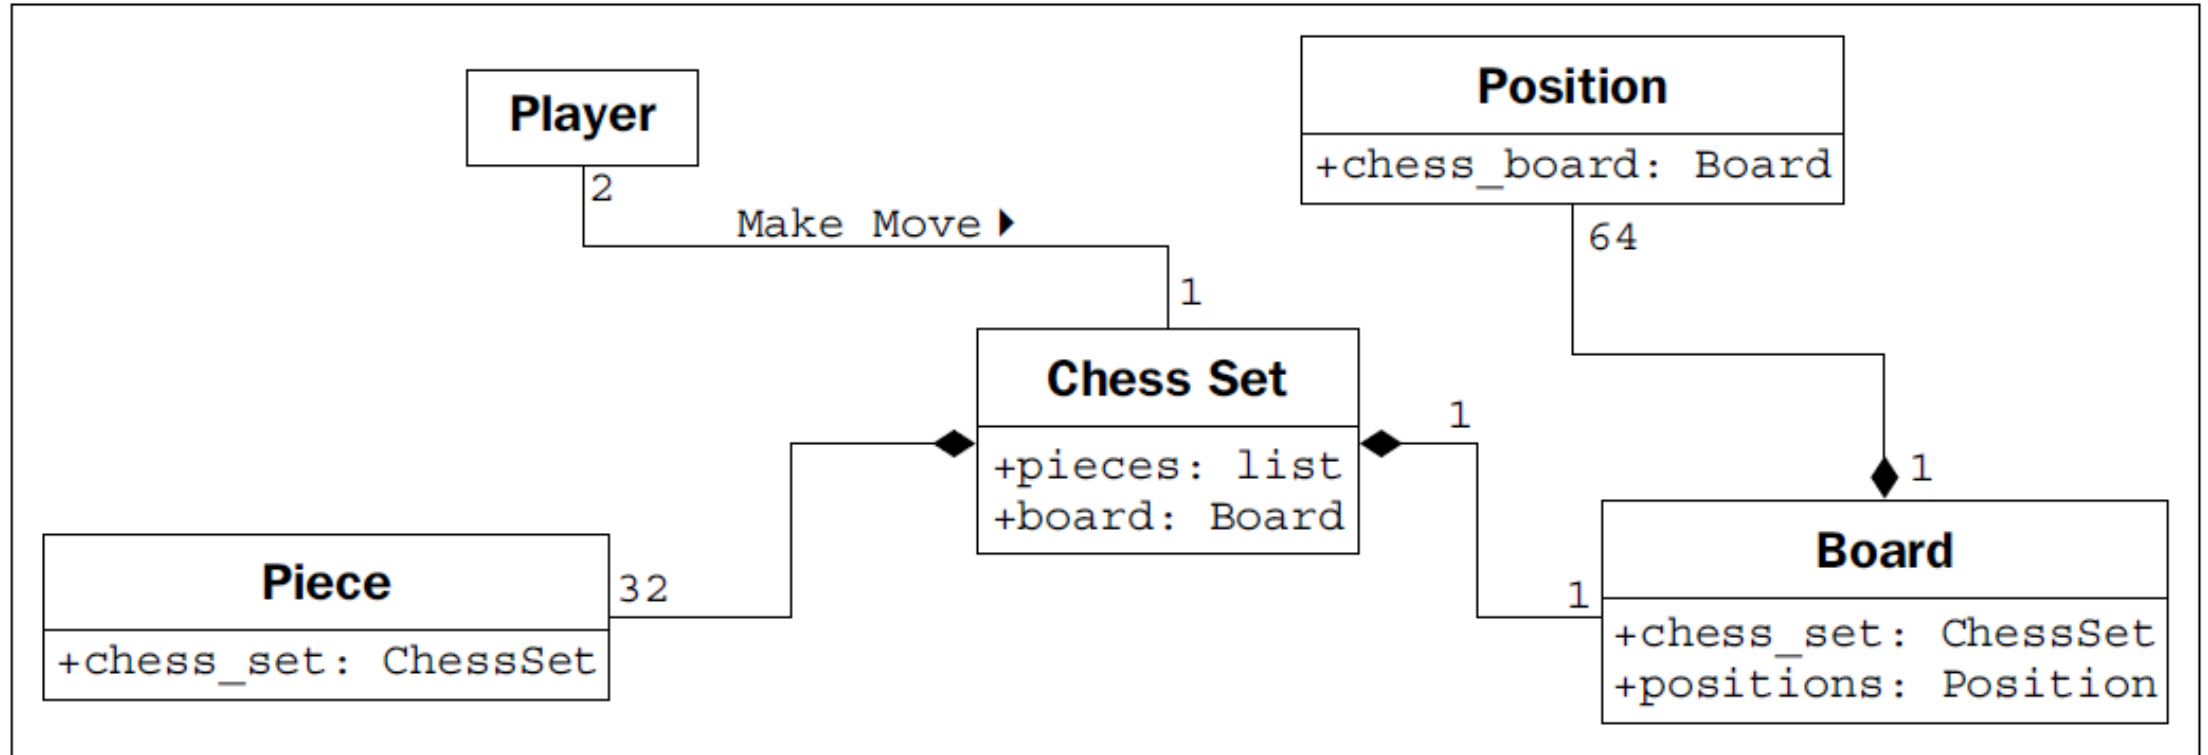 Player
2
Make Move
1
Position
+chess_board: Board
64
1
Chess Set
+pieces: list
+board: Board
1
1
Piece
+chess_set: ChessSet
32
Board
+chess_set: ChessSet
+positions: Position